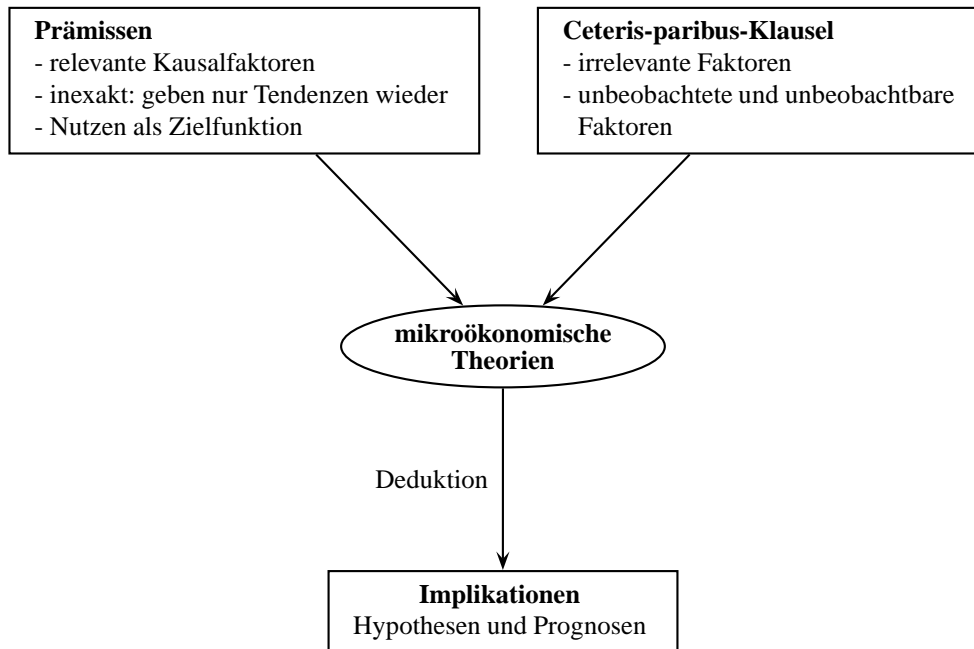 Prämissen
- relevante Kausalfaktoren
- inexakt: geben nur Tendenzen wieder
- Nutzen als Zielfunktion
Ceteris-paribus-Klausel
- irrelevante Faktoren
- unbeobachtete und unbeobachtbare
Faktoren
mikroökonomische
Theorien
Deduktion
Implikationen
Hypothesen und Prognosen